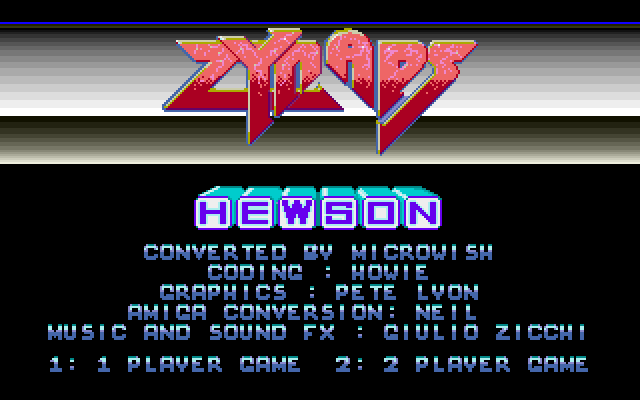 ZYNAPS
HEWSON
CONVERTED BY MICROWISH
CODING : HOWIE
GRAPHICS : PETE LYON
AMIGA CONVERSION: NEIL
MUSIC AND SOUND FX : GIULIO ZICCHI
1: 1 PLAYER GAME 2: 2 PLAYER GAME